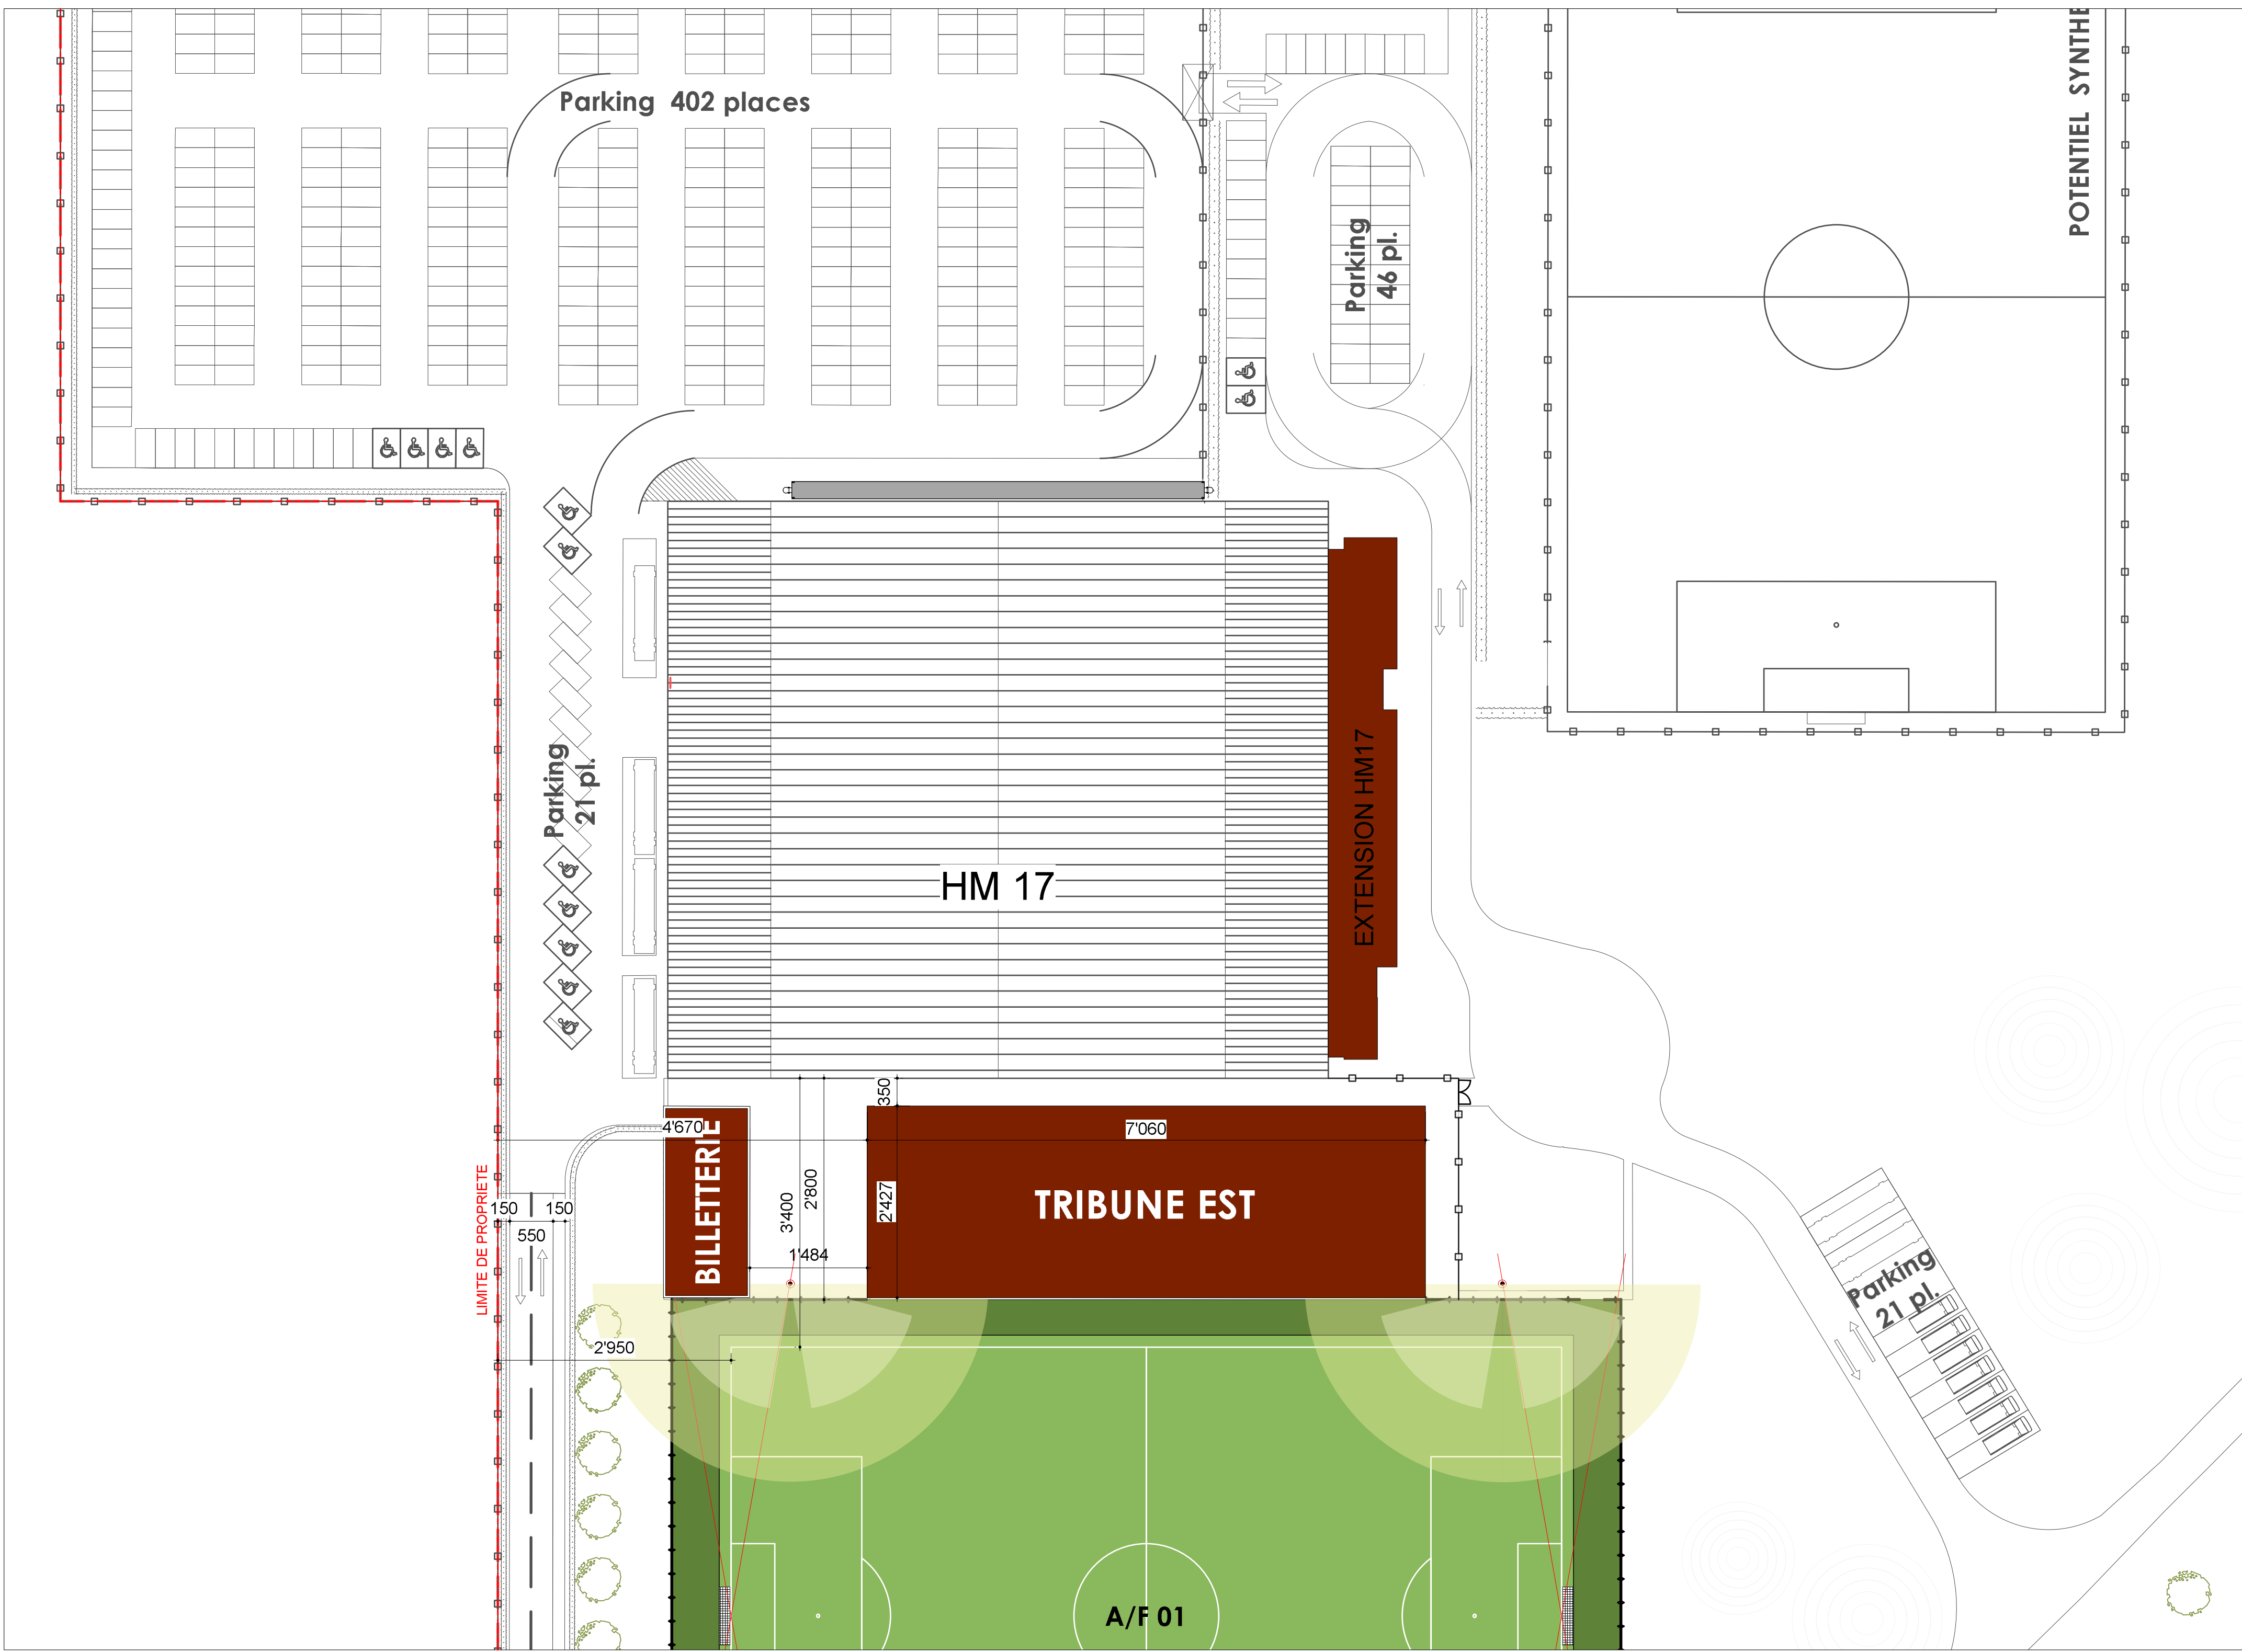 Parking 402 places
POTENTIEL SYNTHE
Parking
46 pl.
Parking
21 pl.
EXTENSION HM17
HM 17
350
4'670
7'060
BILLETTERIE
3'400
2'800
2'427
TRIBUNE EST
LIMITE DE PROPRIETE
150
150
550
1'484
Parking
21 pl.
2'950
A/F 01